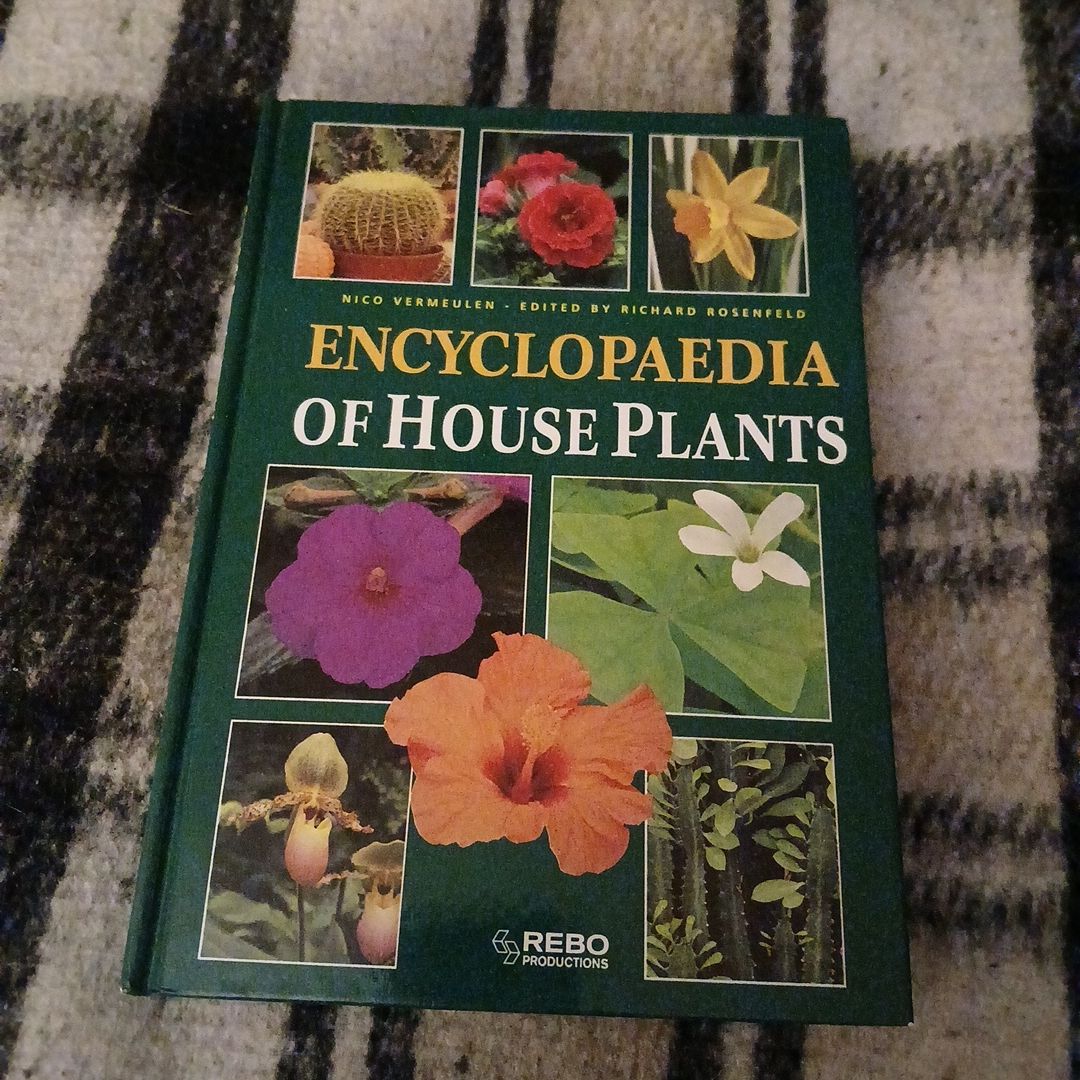 NICO VERMEULEN - EDITED BY RICHARD ROSENFELD
ENCYCLOPAEDIA
OF HOUSE PLANTS
REBO
PRODUCTIONS